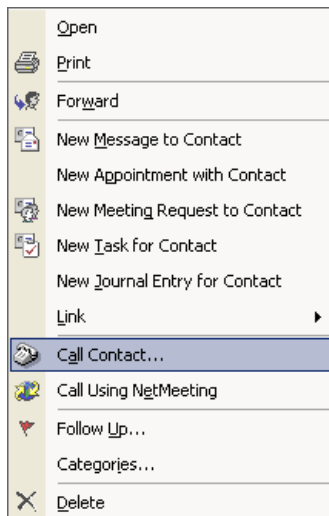 Open
Print
Forward
New Message to Contact
New Appointment with Contact
New Meeting Request to Contact
New Task for Contact
New Journal Entry for Contact
Link
Call Contact...
Call Using NetMeeting
Follow Up...
Categories...
Delete